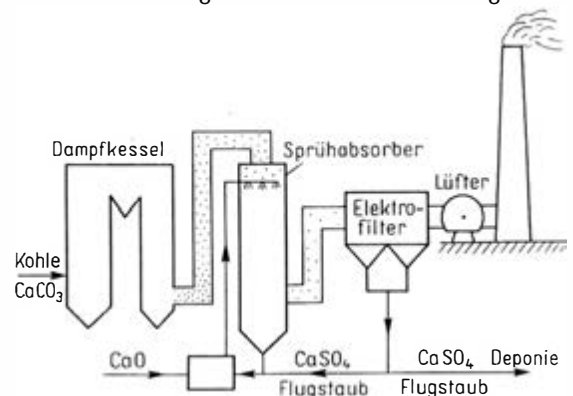 Dampfkessel
Sprühabsorber
Lüfter
Elektro-
filter
Kohle
CaCO3
CaO
CaSO4
Flugstaub
CaSO4
Flugstaub
Deponie